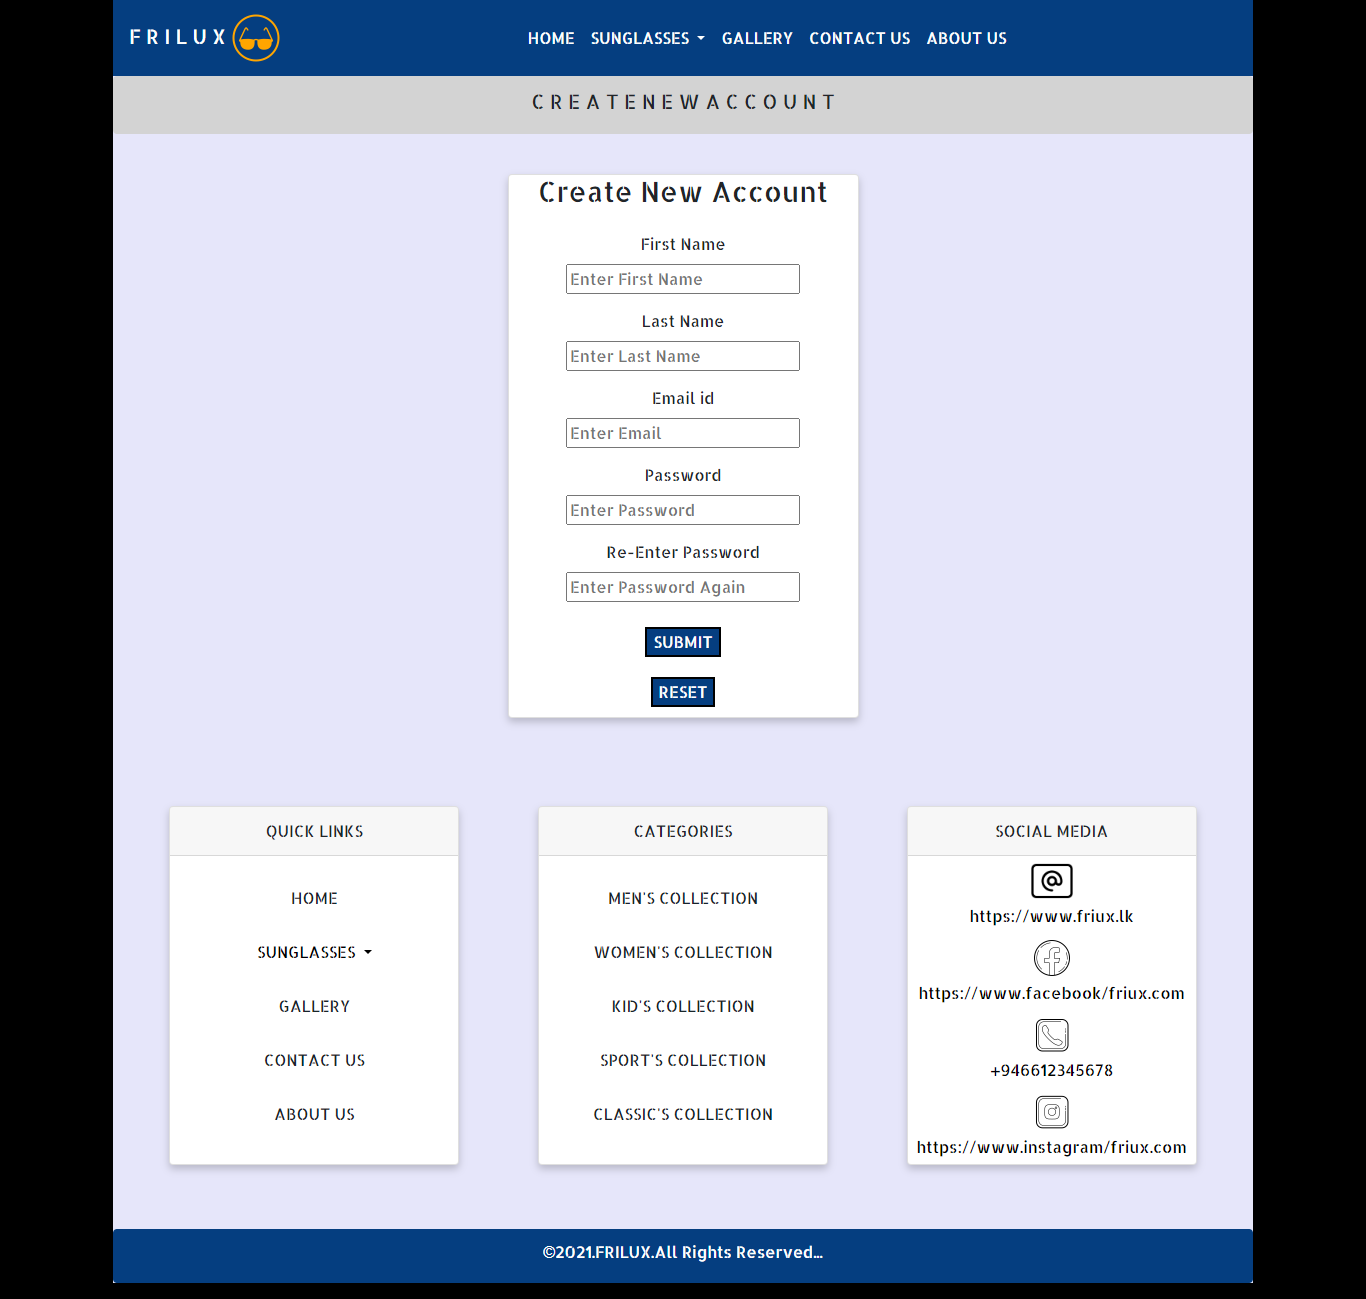 FRILUX
HOME SUNGLASSES GALLERY CONTACT US ABOUT US
CREATENEWACCOUNT
Create New Account
First Name
Enter First Name
Last Name
Enter Last Name
Email id
Enter Email
Password
Enter Password
Re-Enter Password
Enter Password Again
SUBMIT
RESET
QUICK LINKS
HOME
SUNGLASSES
GALLERY
CONTACT US
ABOUT US
CATEGORIES
MEN'S COLLECTION
WOMEN'S COLLECTION
KID'S COLLECTION
SPORT'S COLLECTION
CLASSIC'S COLLECTION
SOCIAL MEDIA
https://www.friux.lk
https://www.facebook/friux.com
+946612345678
https://www.instagram/friux.com
©2021.FRILUX.All Rights Reserved...